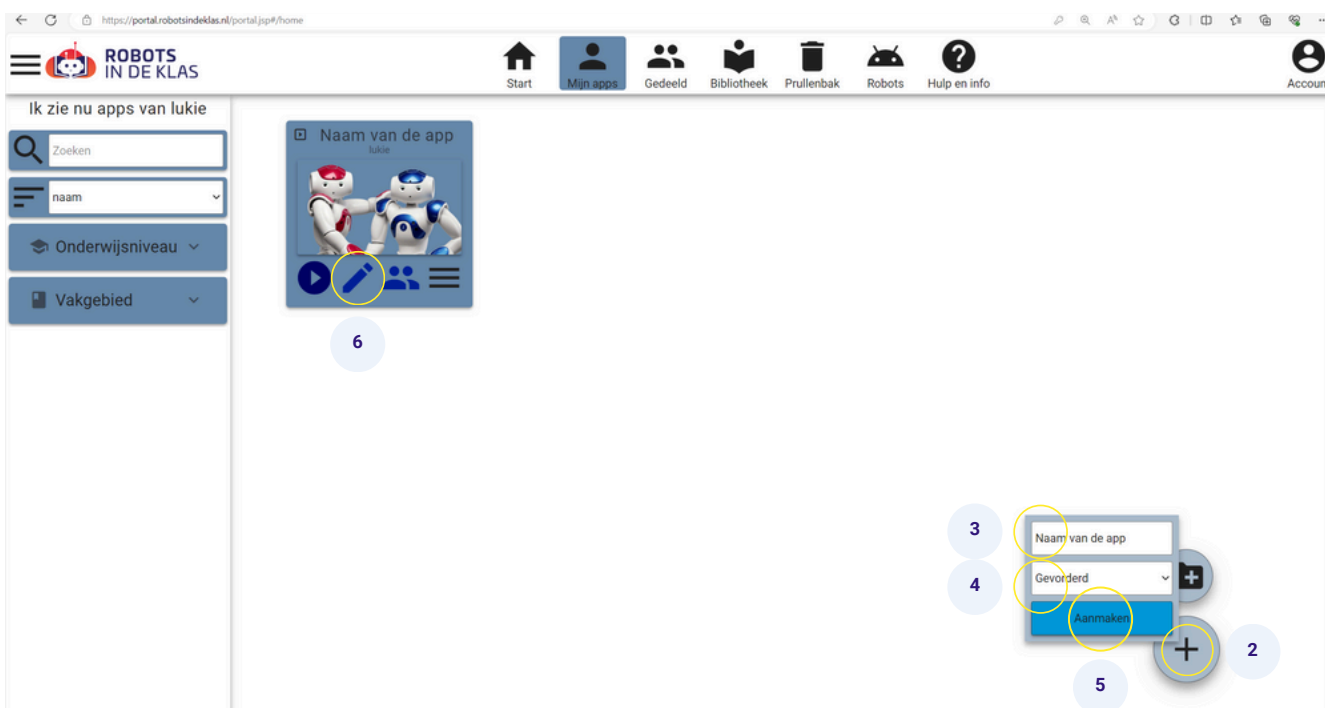 https://portal.robotsindeklas.nl/portal.jsp#/home
ROBOTS
IN DE KLAS
Start
Mijn apps
Gedeeld
Bibliotheek
Prullenbak
Robots
Hulp en info
Accoun
Ik zie nu apps van lukie
Zoeken
naam
Onderwijsniveau
Vakgebied
Naam van de app
lukie
6
3
Naam van de app
4
Gevorderd
Aanmaken
2
5